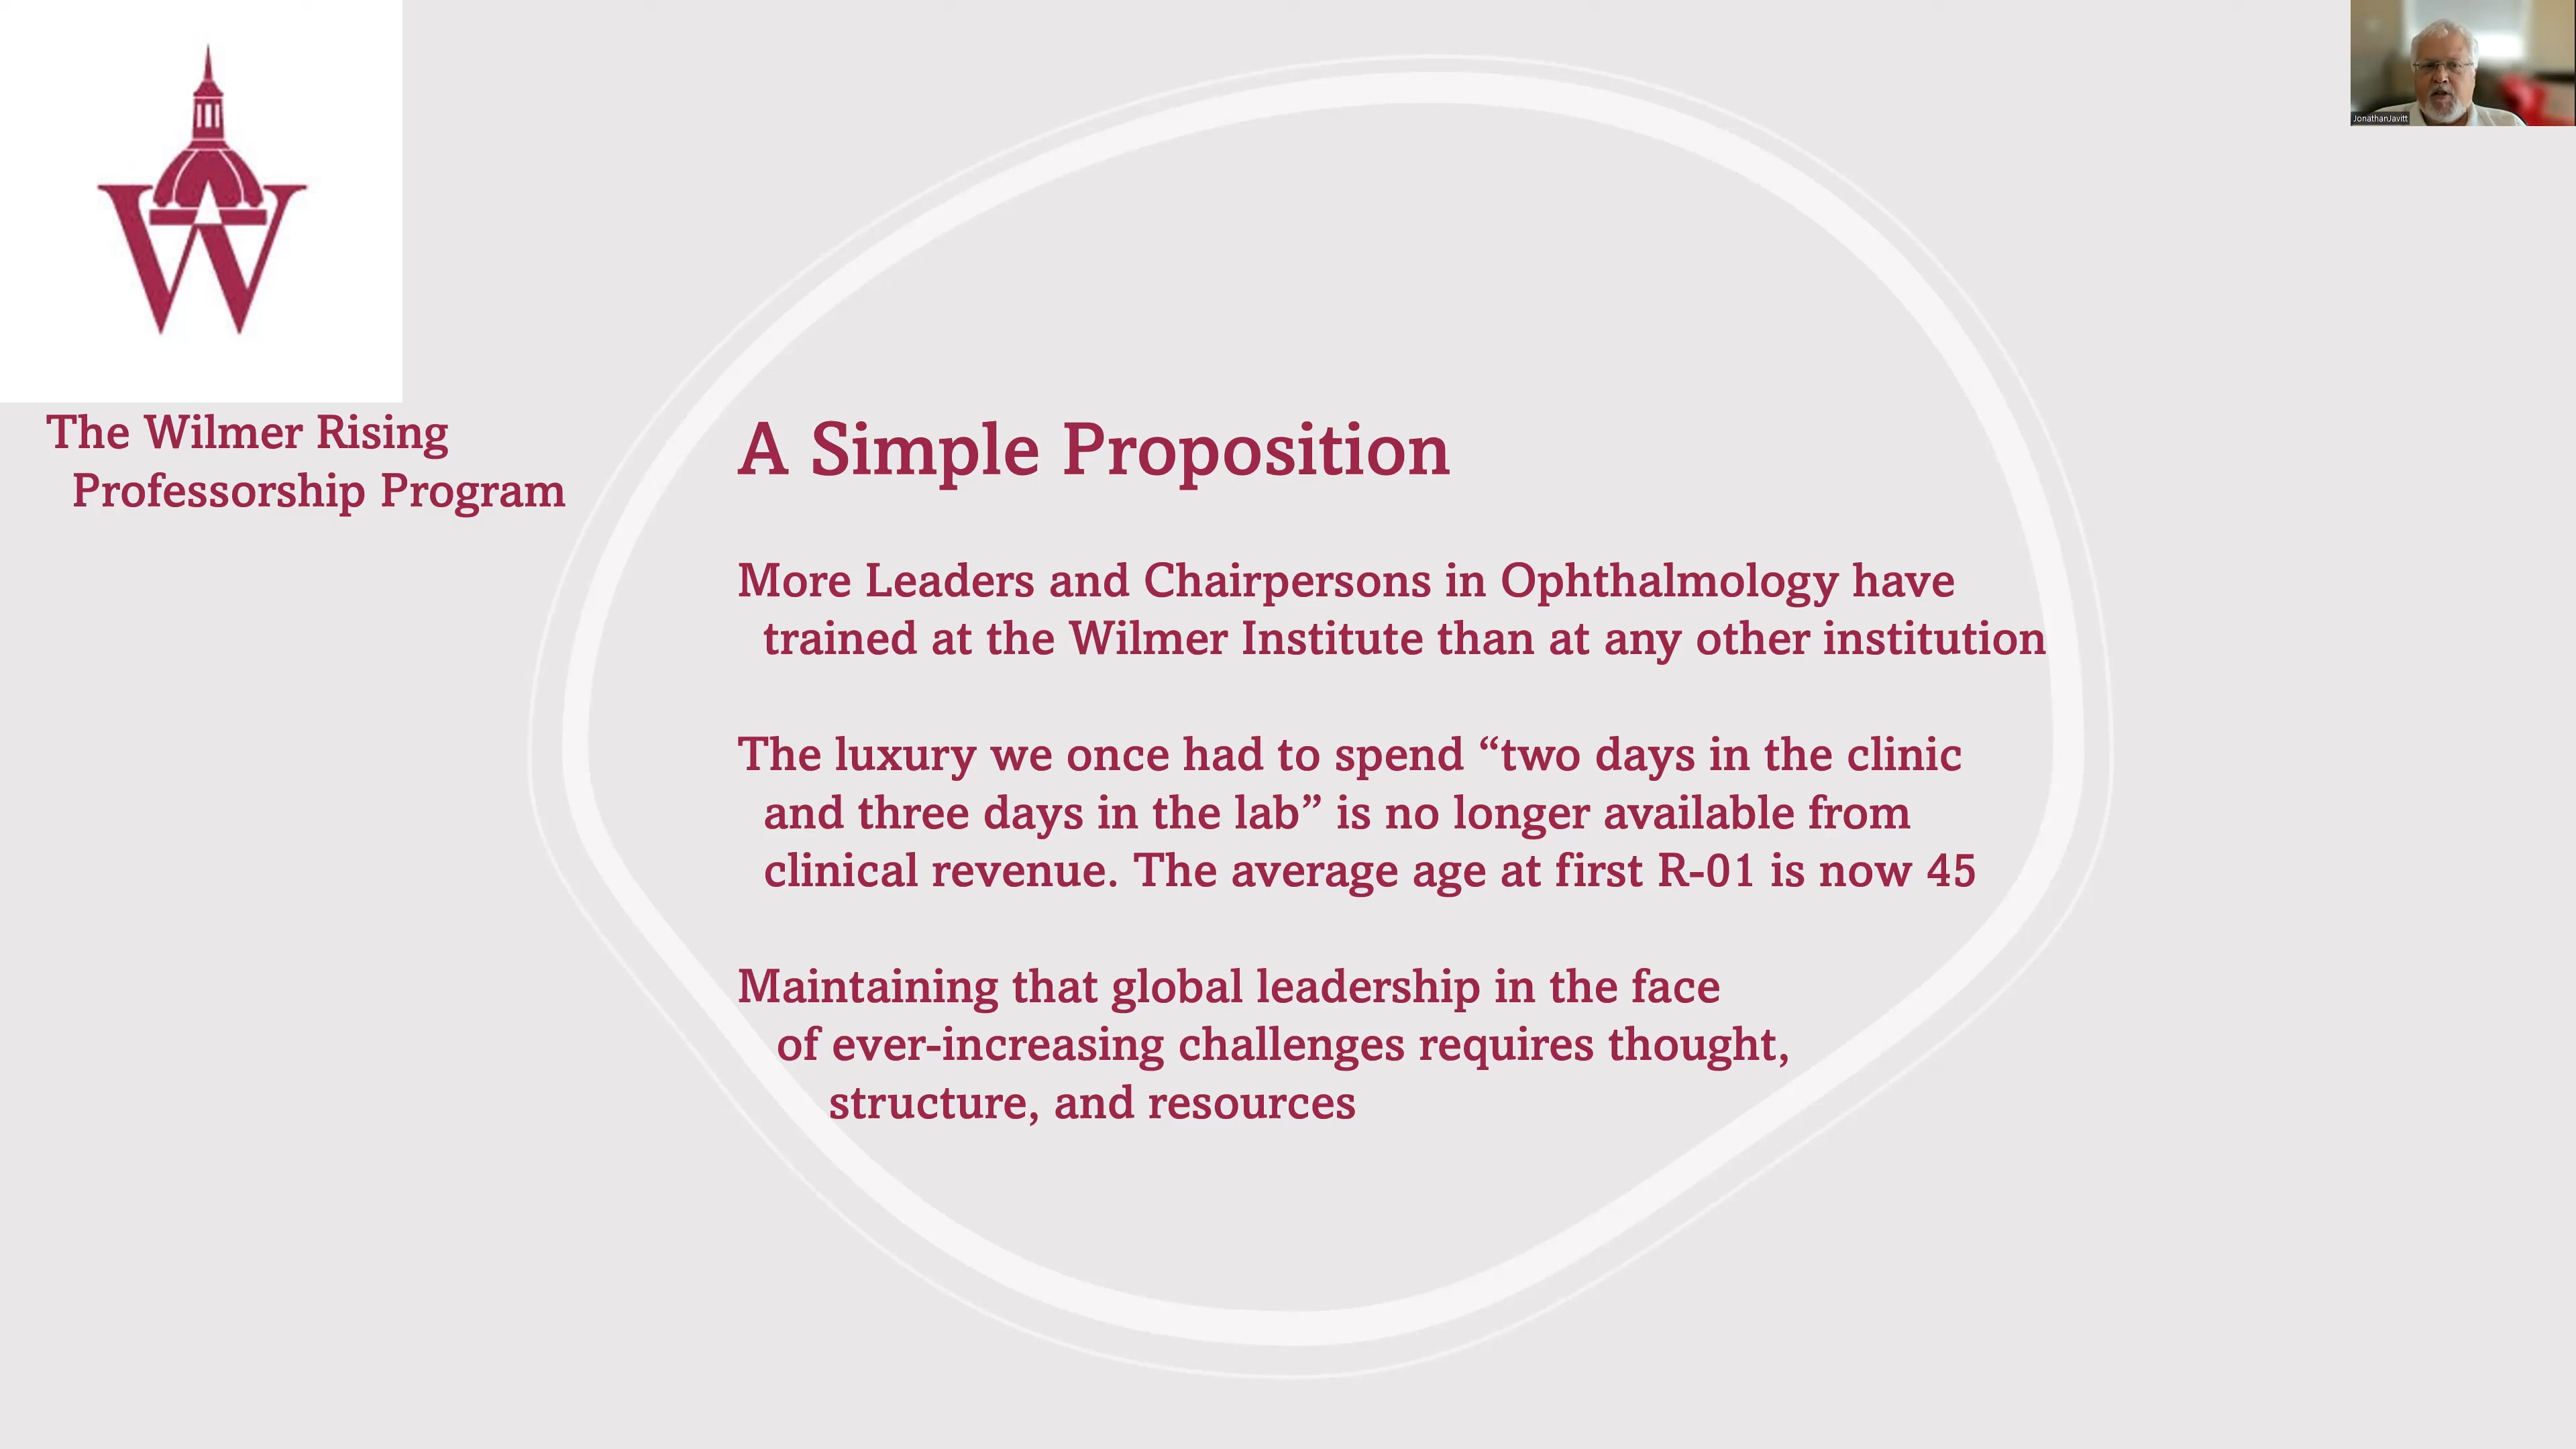 The Wilmer Rising
Professorship Program
A Simple Proposition
More Leaders and Chairpersons in Ophthalmology have
trained at the Wilmer Institute than at any other institution
The luxury we once had to spend “two days in the clinic
and three days in the lab” is no longer available from
clinical revenue. The average age at first R-01 is now 45
Maintaining that global leadership in the face
of ever-increasing challenges requires thought,
structure, and resources
JonathanJavitt